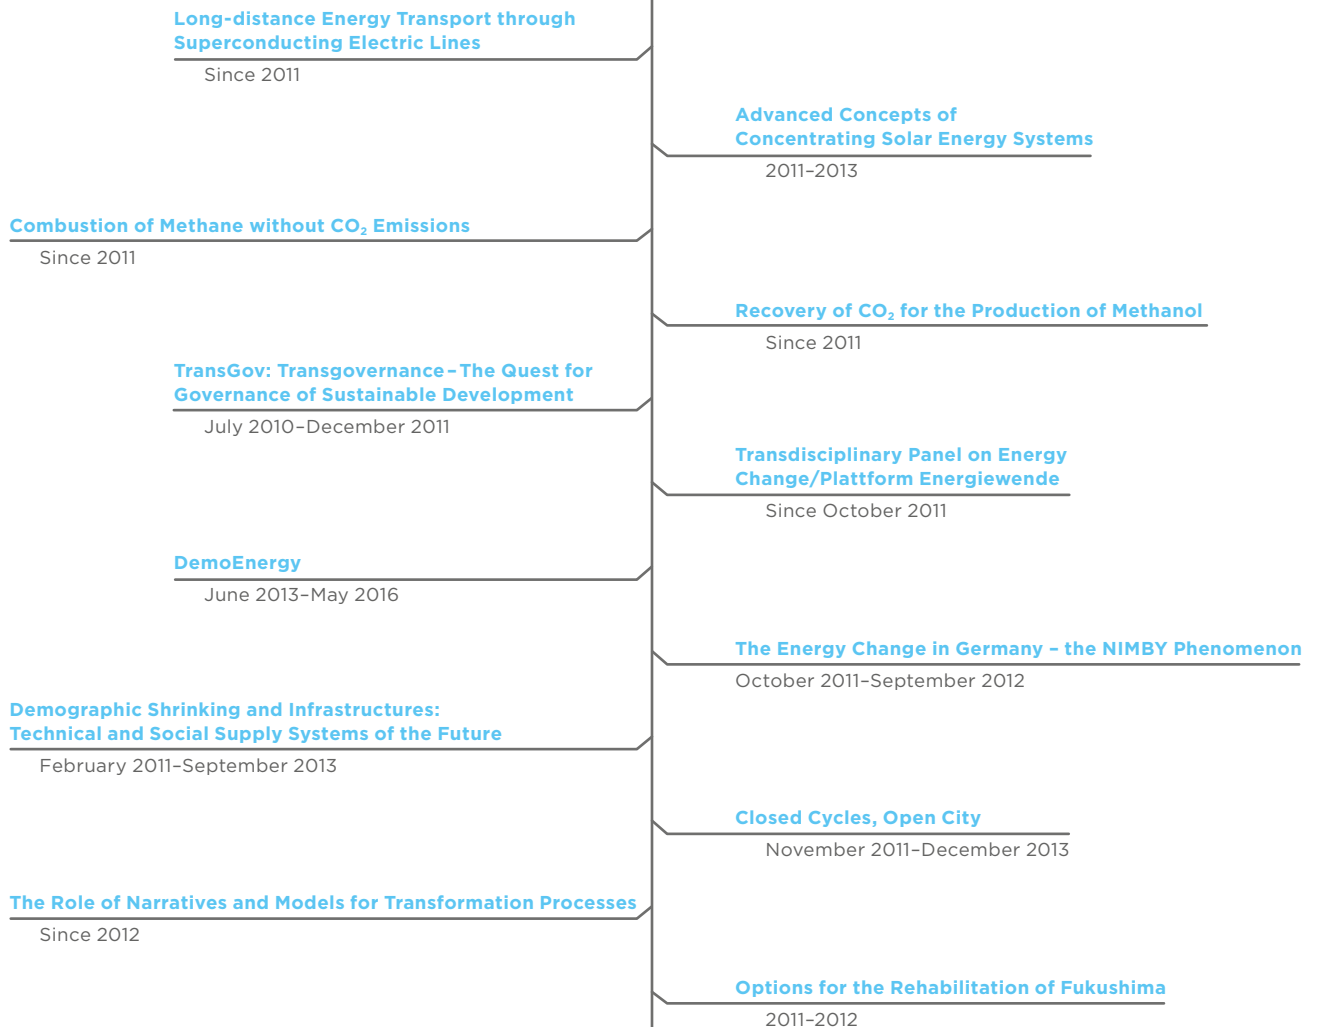 Long-distance Energy Transport through
Superconducting Electric Lines
Since 2011
Advanced Concepts of
Concentrating Solar Energy Systems
2011–2013
Combustion of Methane without CO₂ Emissions
Since 2011
Recovery of CO₂ for the Production of Methanol
Since 2011
TransGov: Transgovernance – The Quest for
Governance of Sustainable Development
July 2010–December 2011
Transdisciplinary Panel on Energy
Change/Plattform Energiewende
Since October 2011
DemoEnergy
June 2013–May 2016
The Energy Change in Germany – the NIMBY Phenomenon
October 2011–September 2012
Demographic Shrinking and Infrastructures:
Technical and Social Supply Systems of the Future
February 2011–September 2013
Closed Cycles, Open City
November 2011–December 2013
The Role of Narratives and Models for Transformation Processes
Since 2012
Options for the Rehabilitation of Fukushima
2011–2012